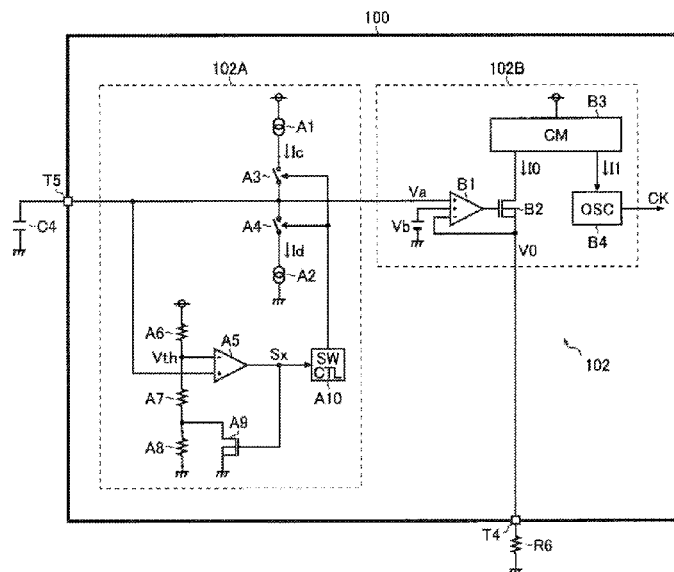 100
102A
102B
A1
B3
CM
↓Ic
A3
↓I0
↓I1
T5
Va
B1
OSC
CK
C4
A4
B2
Vb
B4
↓Id
V0
A2
A6
A5
Vth
Sx
SW
CTL
102
A7
A9
A10
A8
T4
R6